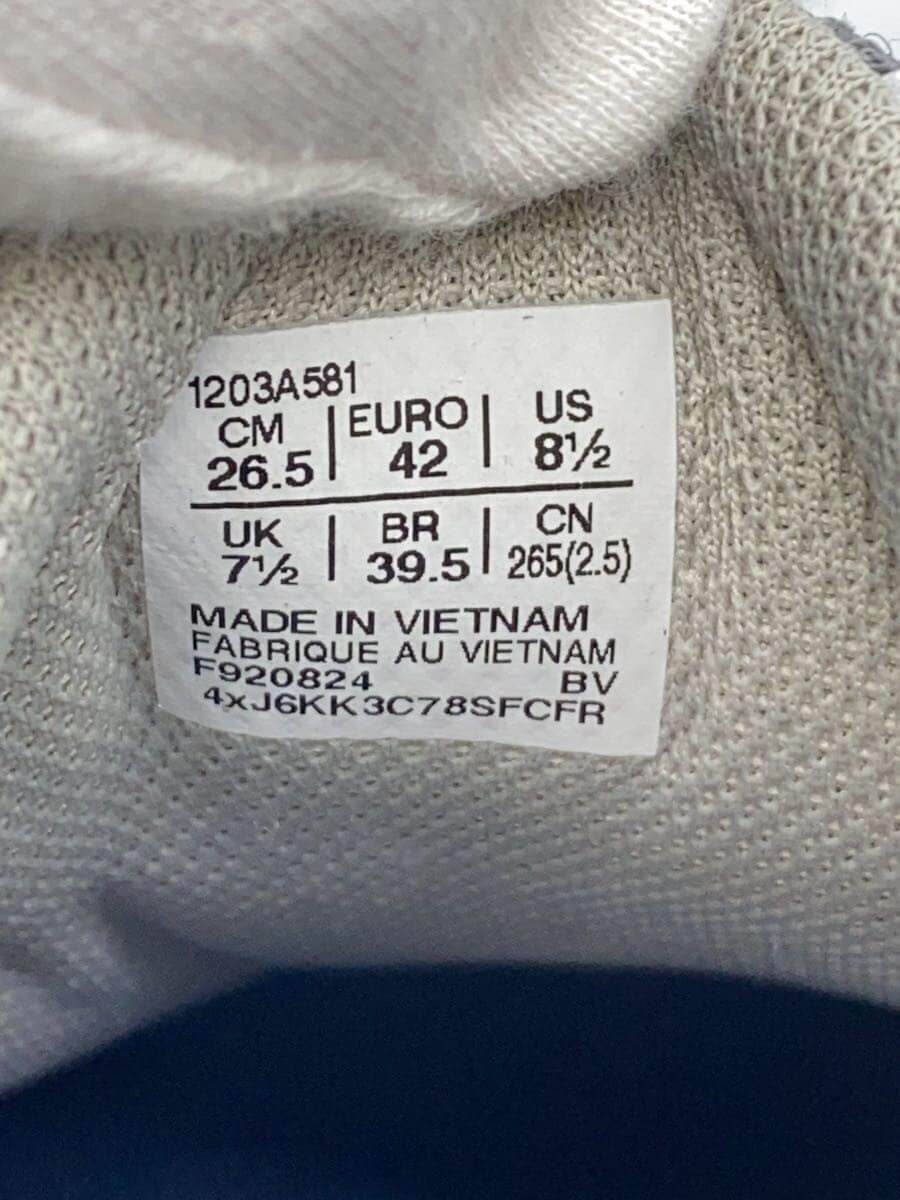 1203A581
CM | EURO | US
26.5 | 42 | 8½
UK | BR | CN
7½ | 39.5 | 265(2.5)
MADE IN VIETNAM
FABRIQUE AU VIETNAM
F920824 BV
4xJ6KK3C78SFCFR